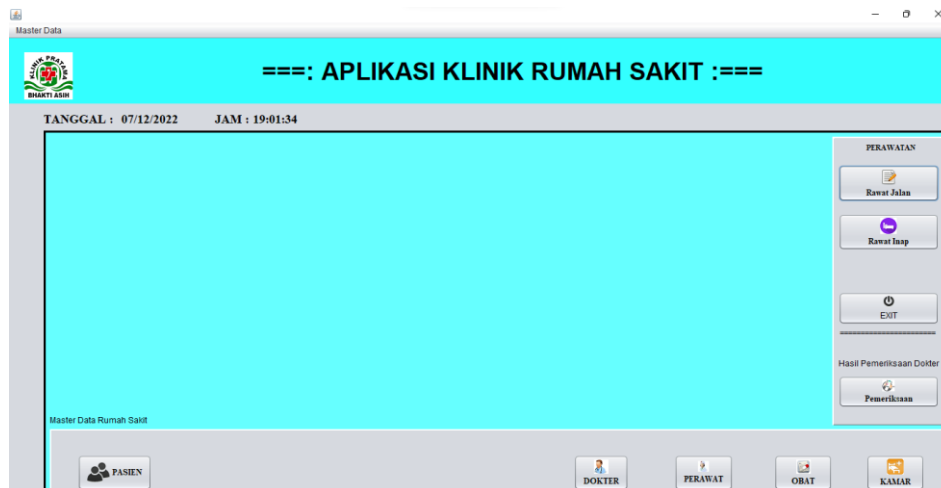 Master Data
KLINIK PRATAMA
BHAKTI ASIH
===: APLIKASI KLINIK RUMAH SAKIT :===
TANGGAL : 07/12/2022 JAM : 19:01:34
PERAWATAN
Rawat Jalan
Rawat Inap
EXIT
======================
Hasil Pemeriksaan Dokter
Pemeriksaan
Master Data Rumah Sakit
PASIEN
DOKTER
PERAWAT
OBAT
KAMAR